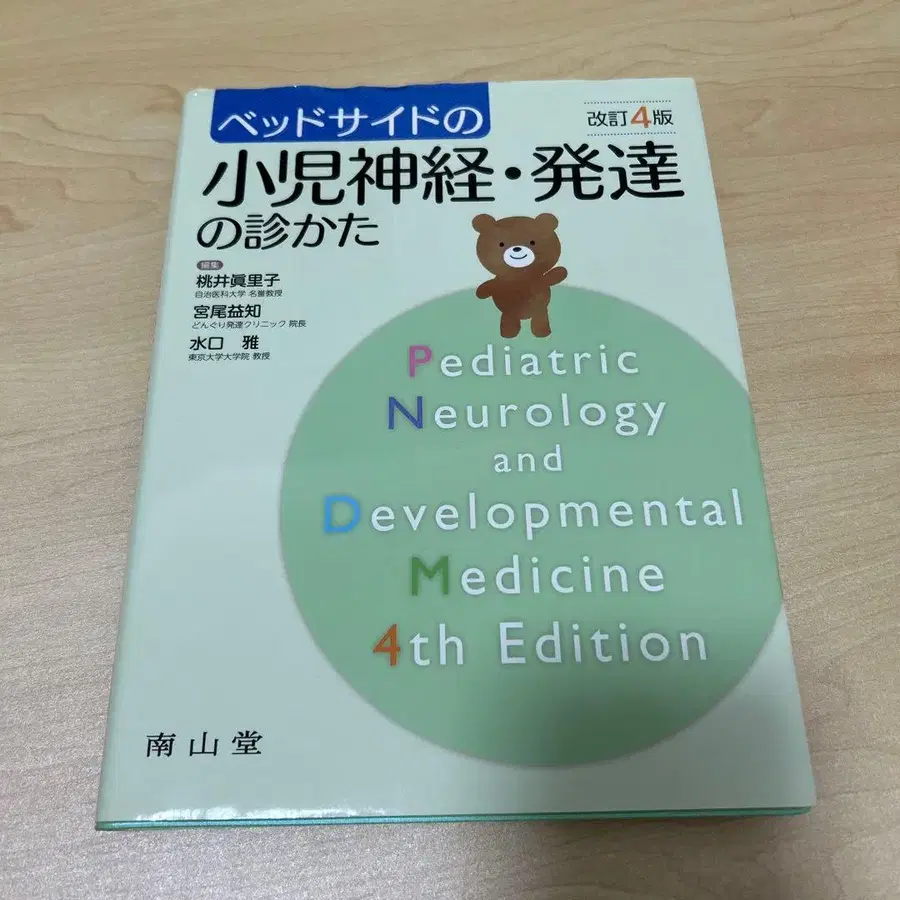 ベッドサイドの
改訂4版
小児神経・発達
の診かた
編集
桃井眞里子
自治医科大学 名誉教授
宮尾益知
どんぐり発達クリニック 院長
水口 雅
東京大学大学院 教授
Pediatric
Neurology
and
Developmental
Medicine
4th Edition
南山堂